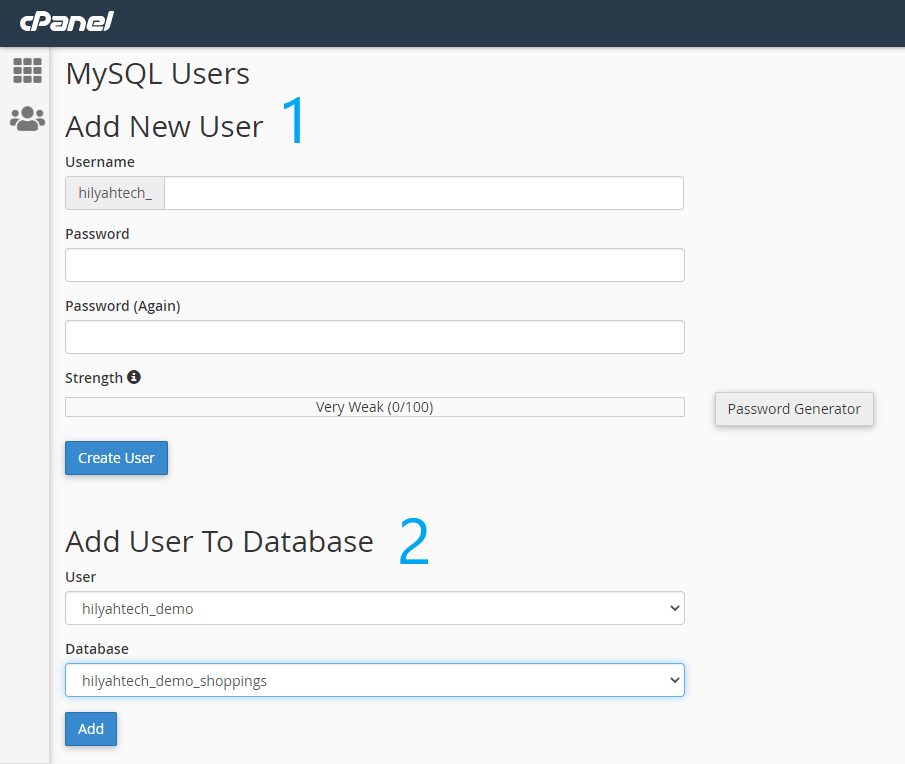 cPanel
MySQL Users
Add New User 1
Username
hilyahtech_
Password
Password (Again)
Strength
Very Weak (0/100)
Password Generator
Create User
Add User To Database 2
User
hilyahtech_demo
Database
hilyahtech_demo_shoppings
Add